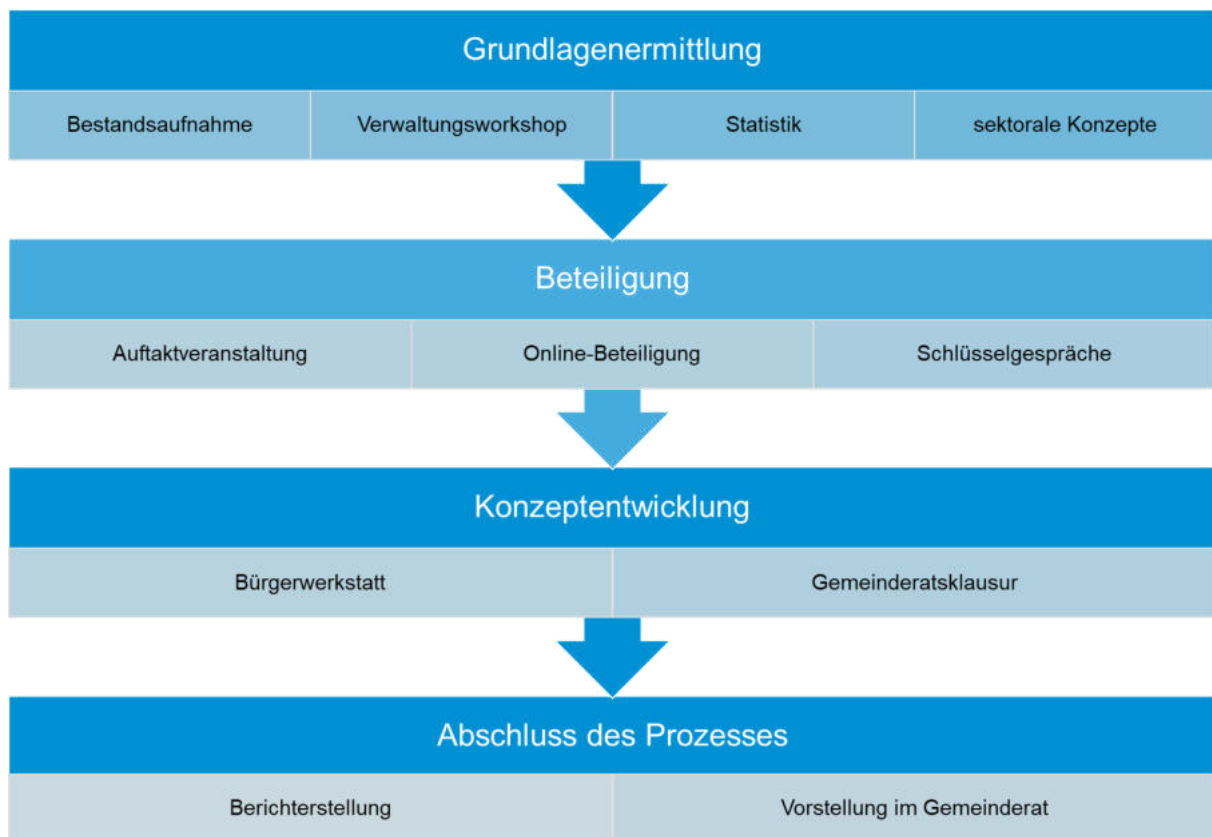 Grundlagenermittlung
Bestandsaufnahme
Verwaltungsworkshop
Statistik
sektorale Konzepte
Beteiligung
Auftaktveranstaltung
Online-Beteiligung
Schlüsselgespräche
Konzeptentwicklung
Bürgerwerkstatt
Gemeinderatsklausur
Abschluss des Prozesses
Berichterstellung
Vorstellung im Gemeinderat